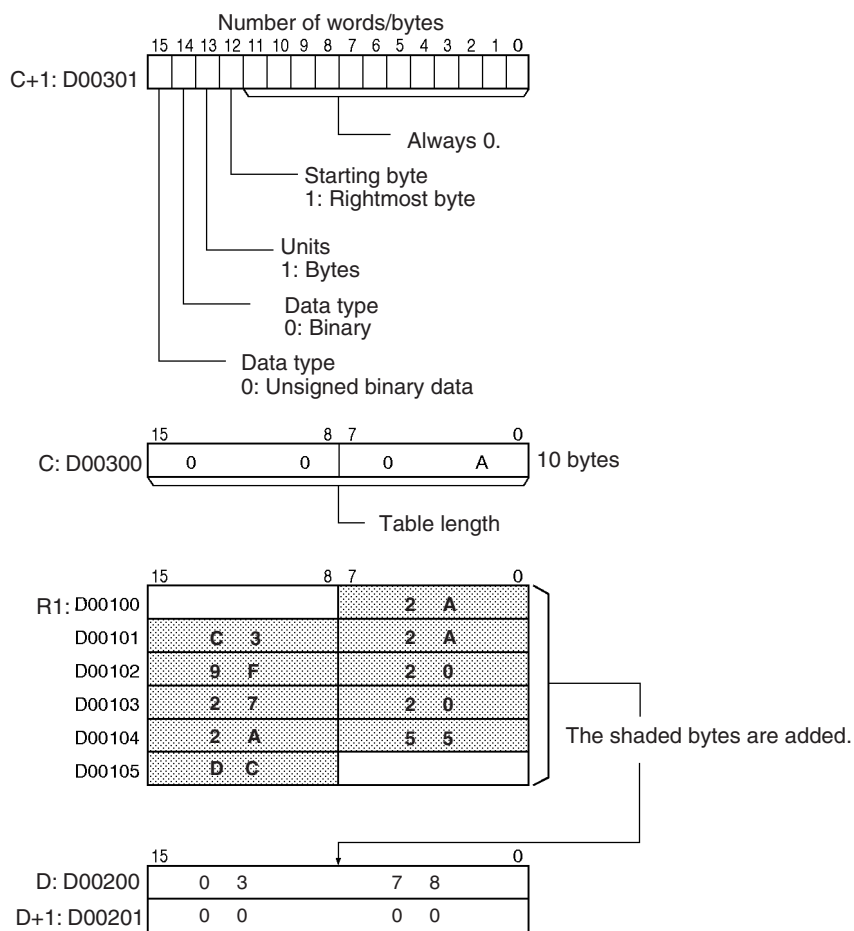 Number of words/bytes
15 14 13 12 11 10 9 8 7 6 5 4 3 2 1 0
C+1: D00301
Always 0.
Starting byte
1: Rightmost byte
Units
1: Bytes
Data type
0: Binary
Data type
0: Unsigned binary data
15 8 7 0
C: D00300 0 0 0 A 10 bytes
Table length
15 8 7 0
R1: D00100 2 A
D00101 C 3 2 A
D00102 9 F 2 0
D00103 2 7 2 0
D00104 2 A 5 5
The shaded bytes are added.
D00105 D C
15 0
D: D00200 0 3 7 8
D+1: D00201 0 0 0 0